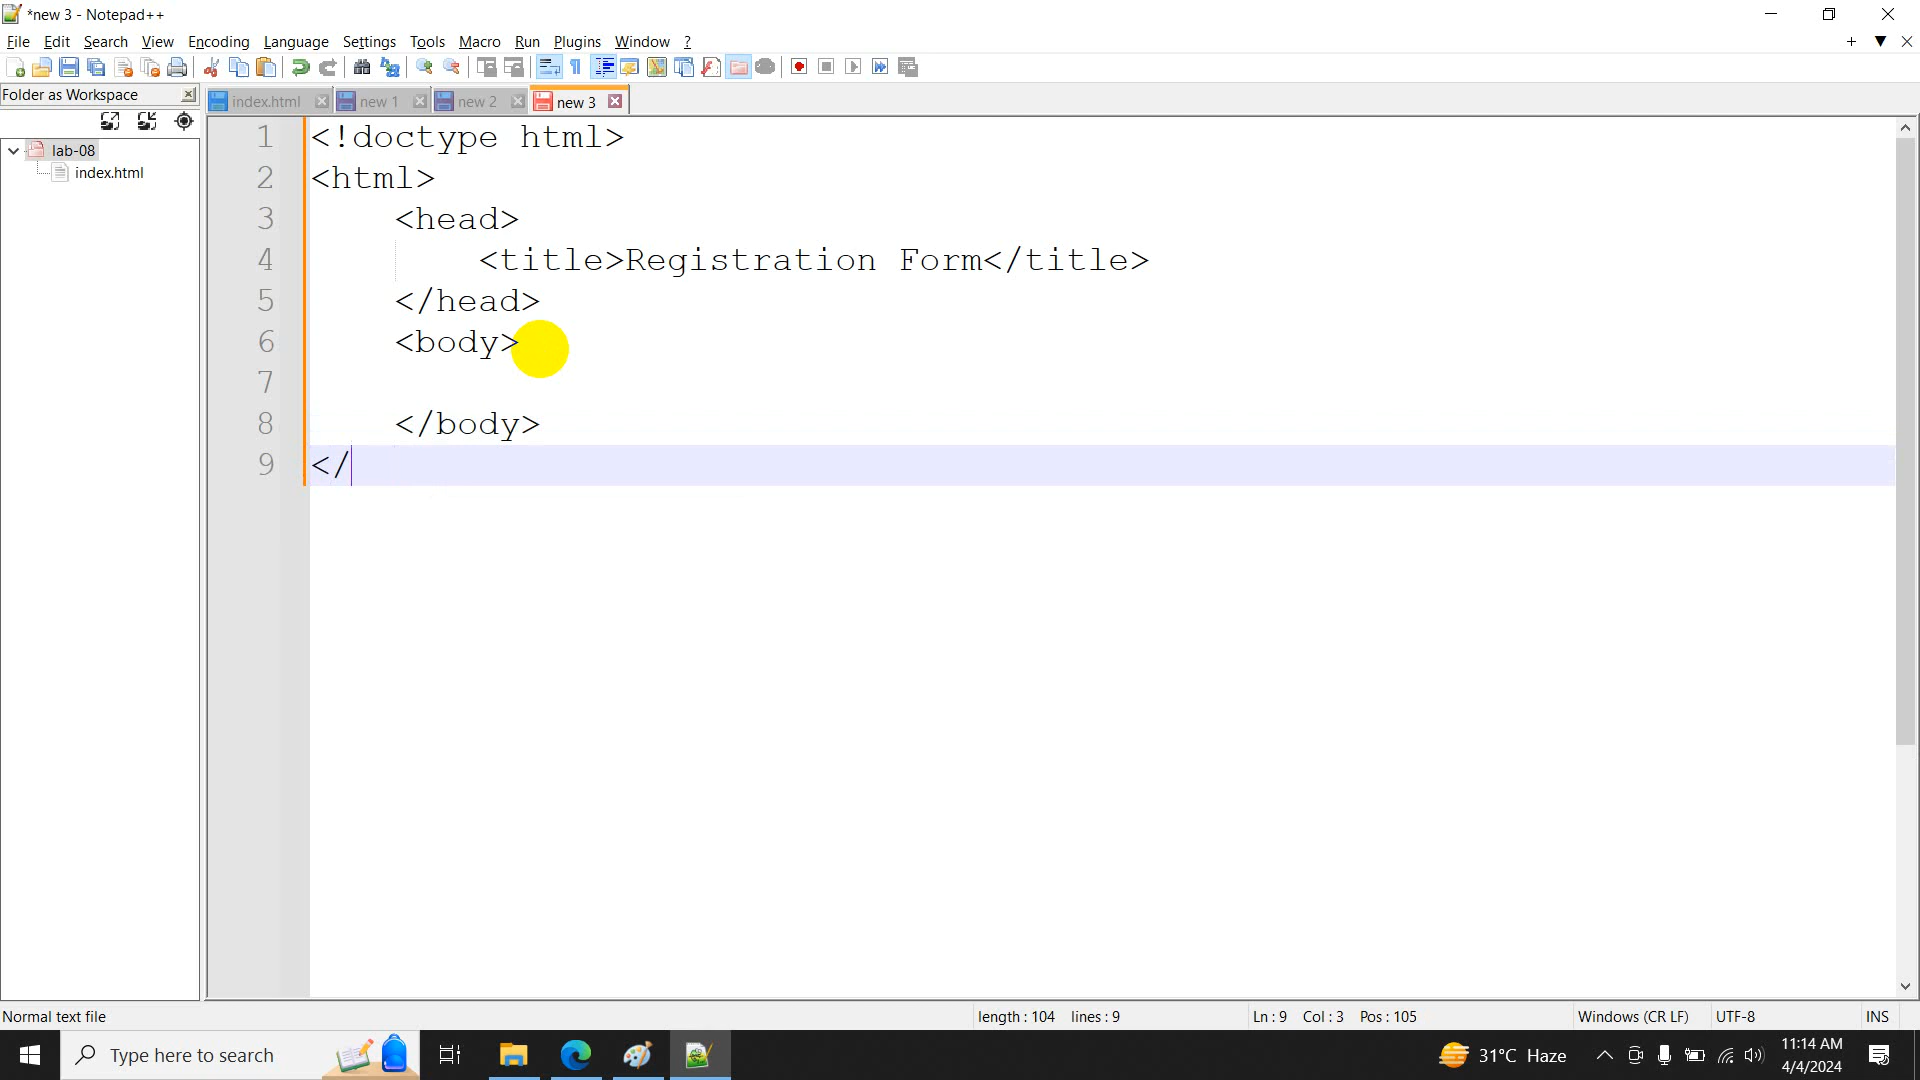 *new 3 - Notepad++
File Edit Search View Encoding Language Settings Tools Macro Run Plugins Window ?
Folder as Workspace
index.html new 1 new 2 new 3
lab-08
index.html
1 <!doctype html>
2 <html>
3 <head>
4 <title>Registration Form</title>
5 </head>
6 <body>
7
8 </body>
9 </
Normal text file length : 104 lines : 9 Ln : 9 Col : 3 Pos : 105 Windows (CR LF) UTF-8 INS
Type here to search 31°C Haze 11:14 AM
4/4/2024